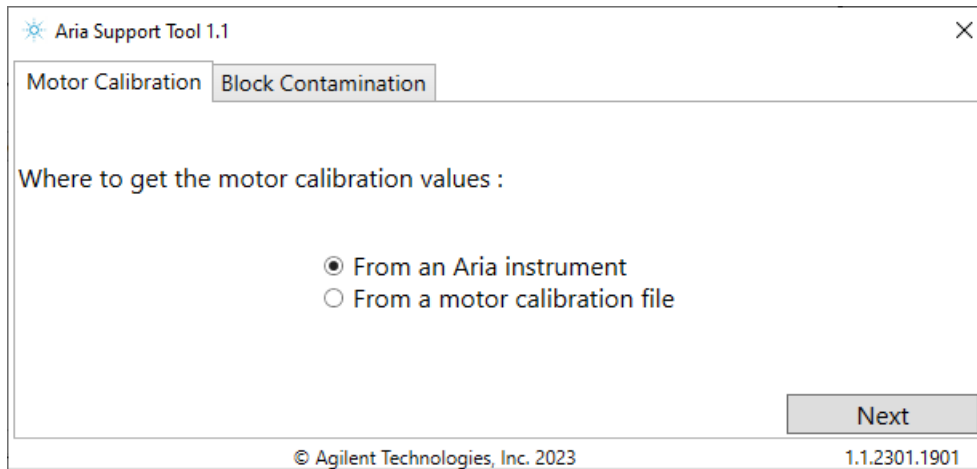 Aria Support Tool 1.1
Motor Calibration Block Contamination
Where to get the motor calibration values :
From an Aria instrument
From a motor calibration file
Next
© Agilent Technologies, Inc. 2023 1.1.2301.1901